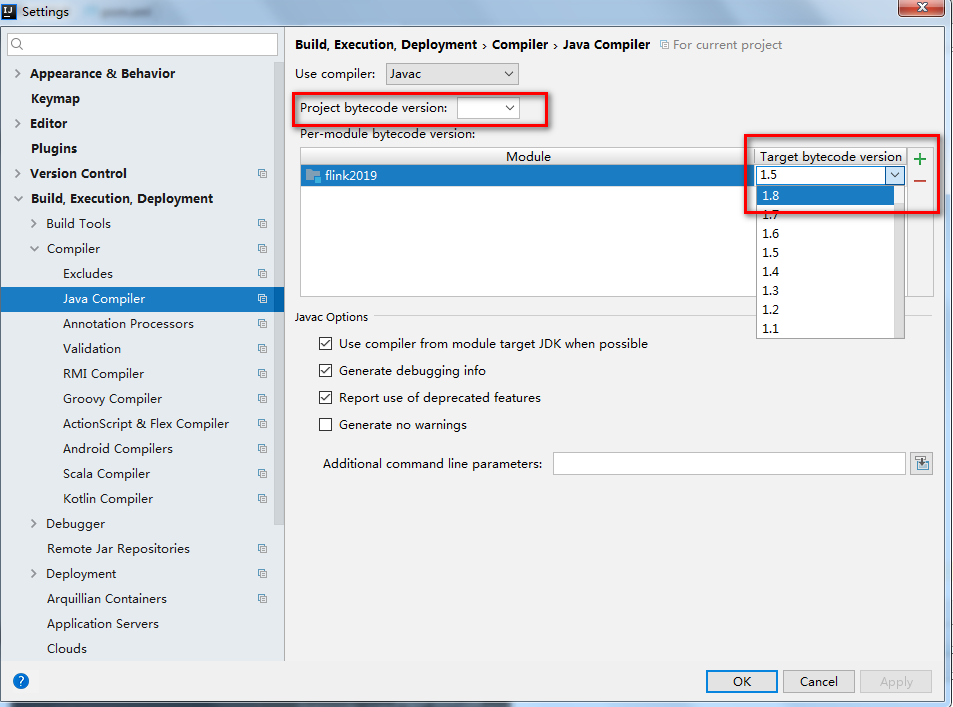 Settings
Appearance & Behavior
Keymap
Editor
Plugins
Version Control
Build, Execution, Deployment
Build Tools
Compiler
Excludes
Java Compiler
Annotation Processors
Validation
RMI Compiler
Groovy Compiler
ActionScript & Flex Compiler
Android Compilers
Scala Compiler
Kotlin Compiler
Debugger
Remote Jar Repositories
Deployment
Arquillian Containers
Application Servers
Clouds
Build, Execution, Deployment › Compiler › Java Compiler For current project
Use compiler: Javac
Project bytecode version:
Per-module bytecode version:
Module Target bytecode version
flink2019 1.5
1.8
1.7
1.6
1.5
1.4
1.3
1.2
1.1
Javac Options
Use compiler from module target JDK when possible
Generate debugging info
Report use of deprecated features
Generate no warnings
Additional command line parameters:
?
OK Cancel Apply